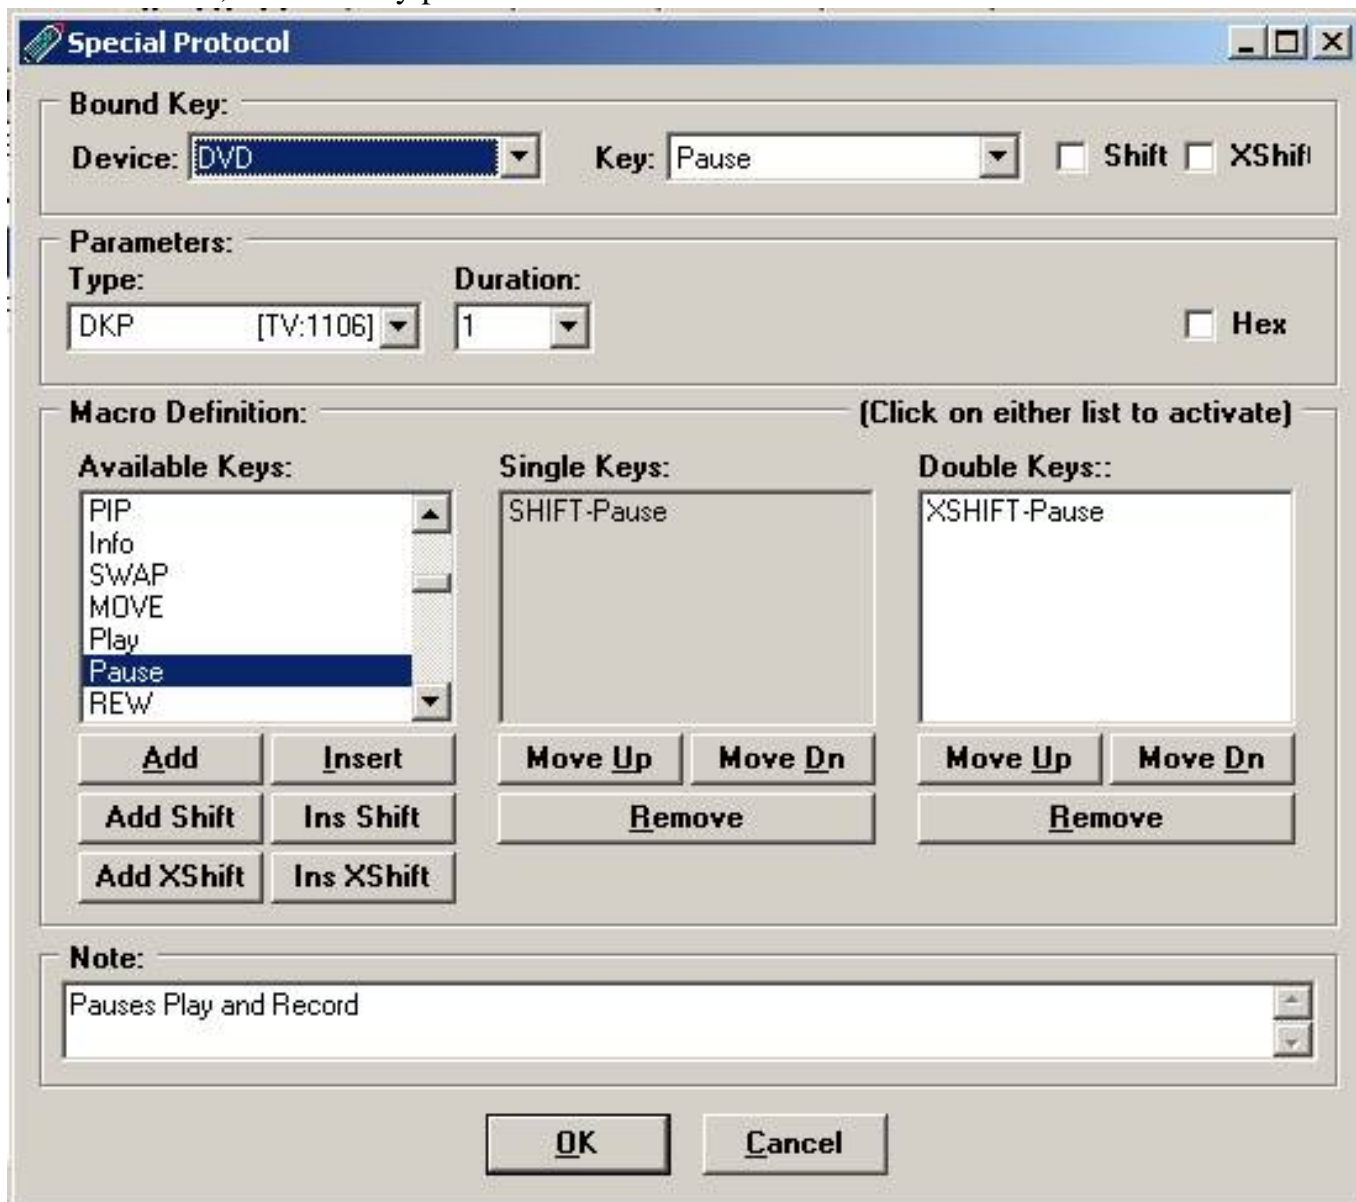 Special Protocol
Bound Key:
Device: DVD Key: Pause Shift XShif
Parameters:
Type: Duration:
DKP [TV:1106] 1 Hex
Macro Definition: (Click on either list to activate)
Available Keys: Single Keys: Double Keys::
PIP SHIFT-Pause XSHIFT-Pause
Info
SWAP
MOVE
Play
Pause
REW
Add Insert Move Up Move Dn Move Up Move Dn
Add Shift Ins Shift Remove Remove
Add XShift Ins XShift
Note:
Pauses Play and Record
OK Cancel